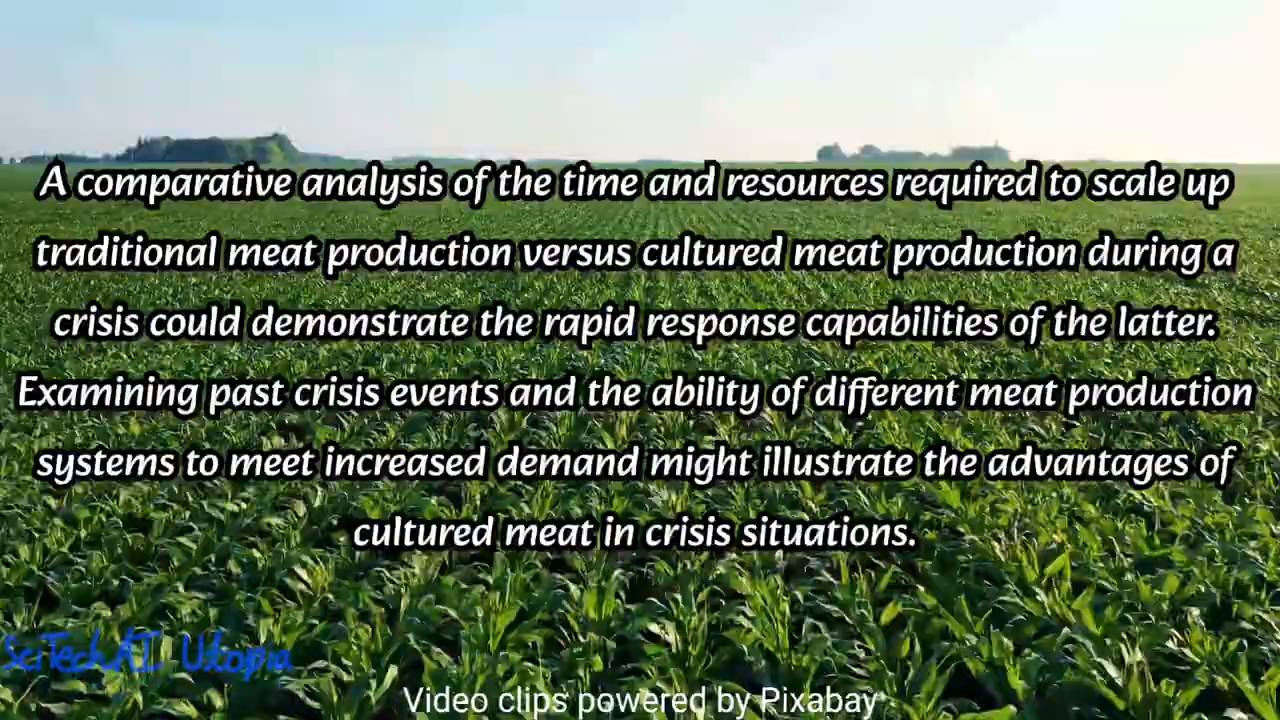 A comparative analysis of the time and resources required to scale up
traditional meat production versus cultured meat production during a
crisis could demonstrate the rapid response capabilities of the latter.
Examining past crisis events and the ability of different meat production
systems to meet increased demand might illustrate the advantages of
cultured meat in crisis situations.
SciTechAI Utopia
Video clips powered by Pixabay